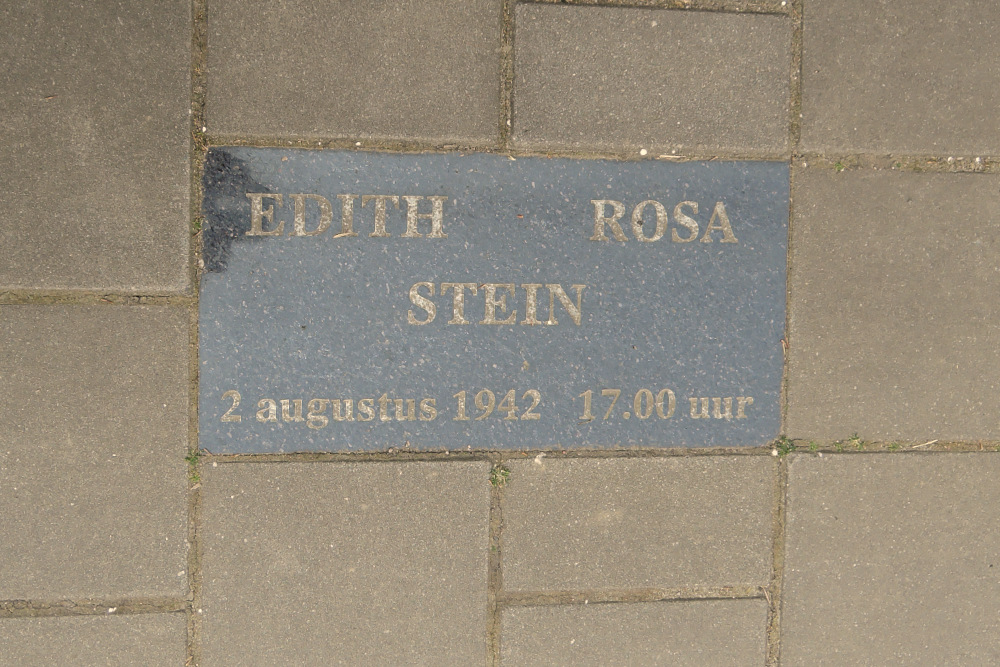 EDITH ROSA
STEIN
2 augustus 1942 17.00 uur